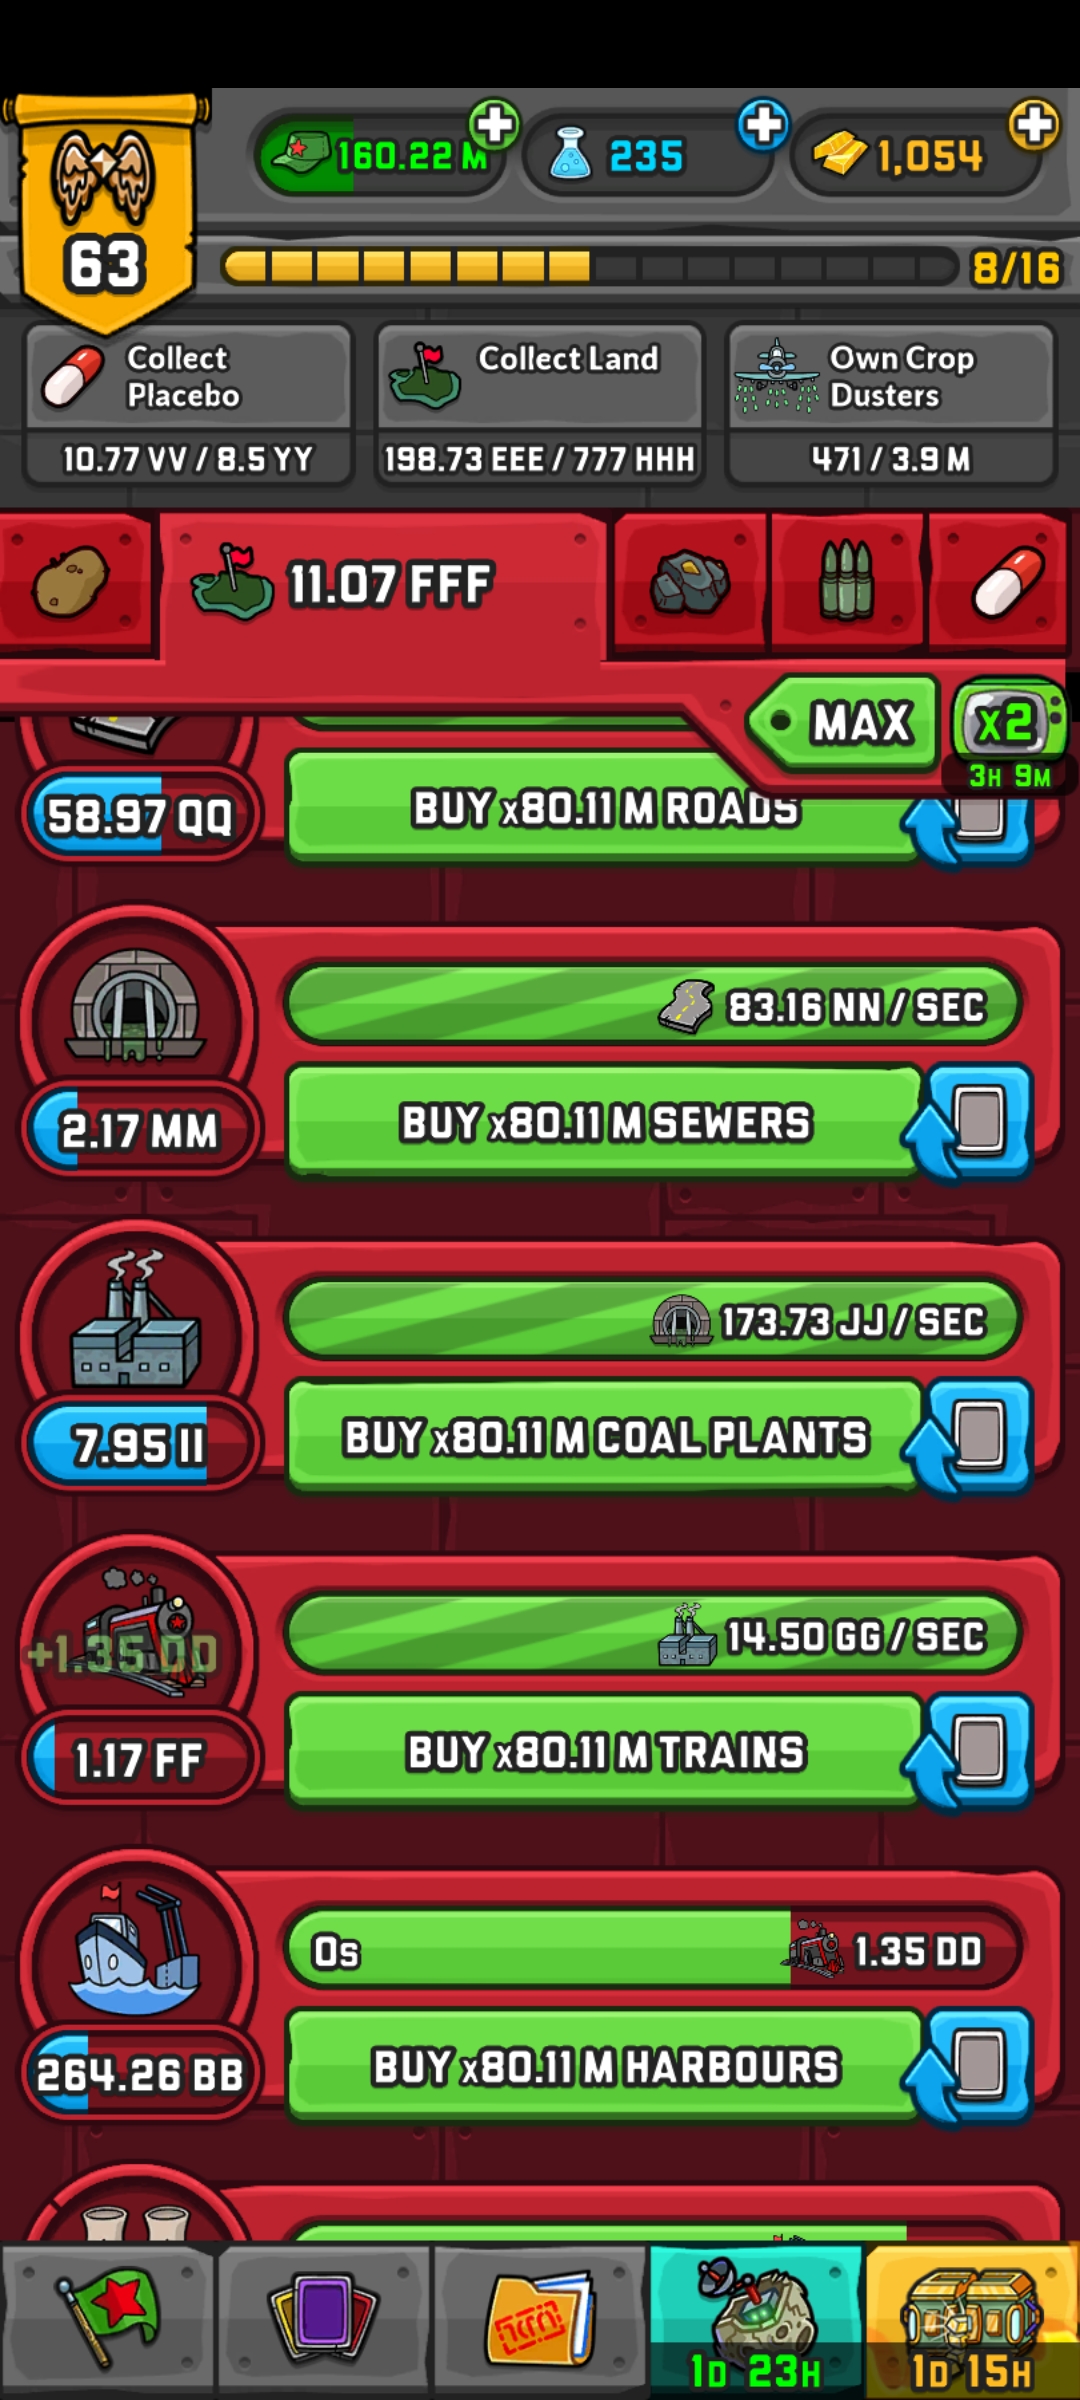 160.22 M
235
1,054
63
8/16
Collect Placebo
10.77 VV / 8.5 YY
Collect Land
198.73 EEE / 777 HHH
Own Crop Dusters
471 / 3.9 M
11.07 FFF
MAX
X2
3H 9M
58.97 QQ
BUY x80.11 M ROADS
83.16 NN / SEC
2.17 MM
BUY x80.11 M SEWERS
173.73 JJ / SEC
7.95 II
BUY x80.11 M COAL PLANTS
+1.35 DD
14.50 GG / SEC
1.17 FF
BUY x80.11 M TRAINS
0s
1.35 DD
264.26 BB
BUY x80.11 M HARBOURS
1D 23H
1D 15H